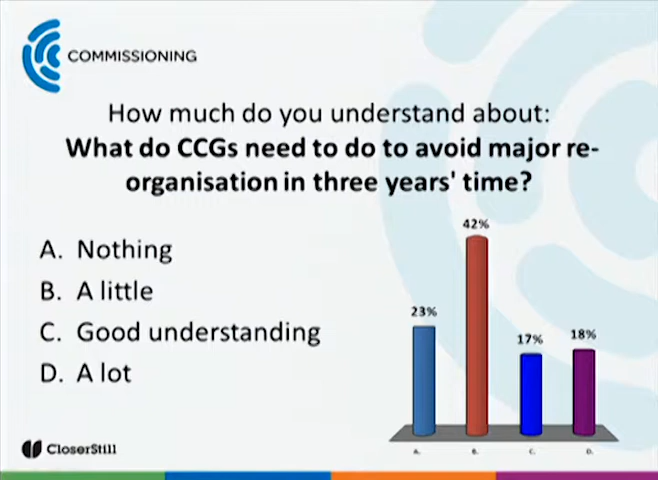 COMMISSIONING
How much do you understand about:
What do CCGs need to do to avoid major re-
organisation in three years' time?
A. Nothing
B. A little
C. Good understanding
D. A lot
42%
23%
17%
18%
A. B. C. D.
CloserStill